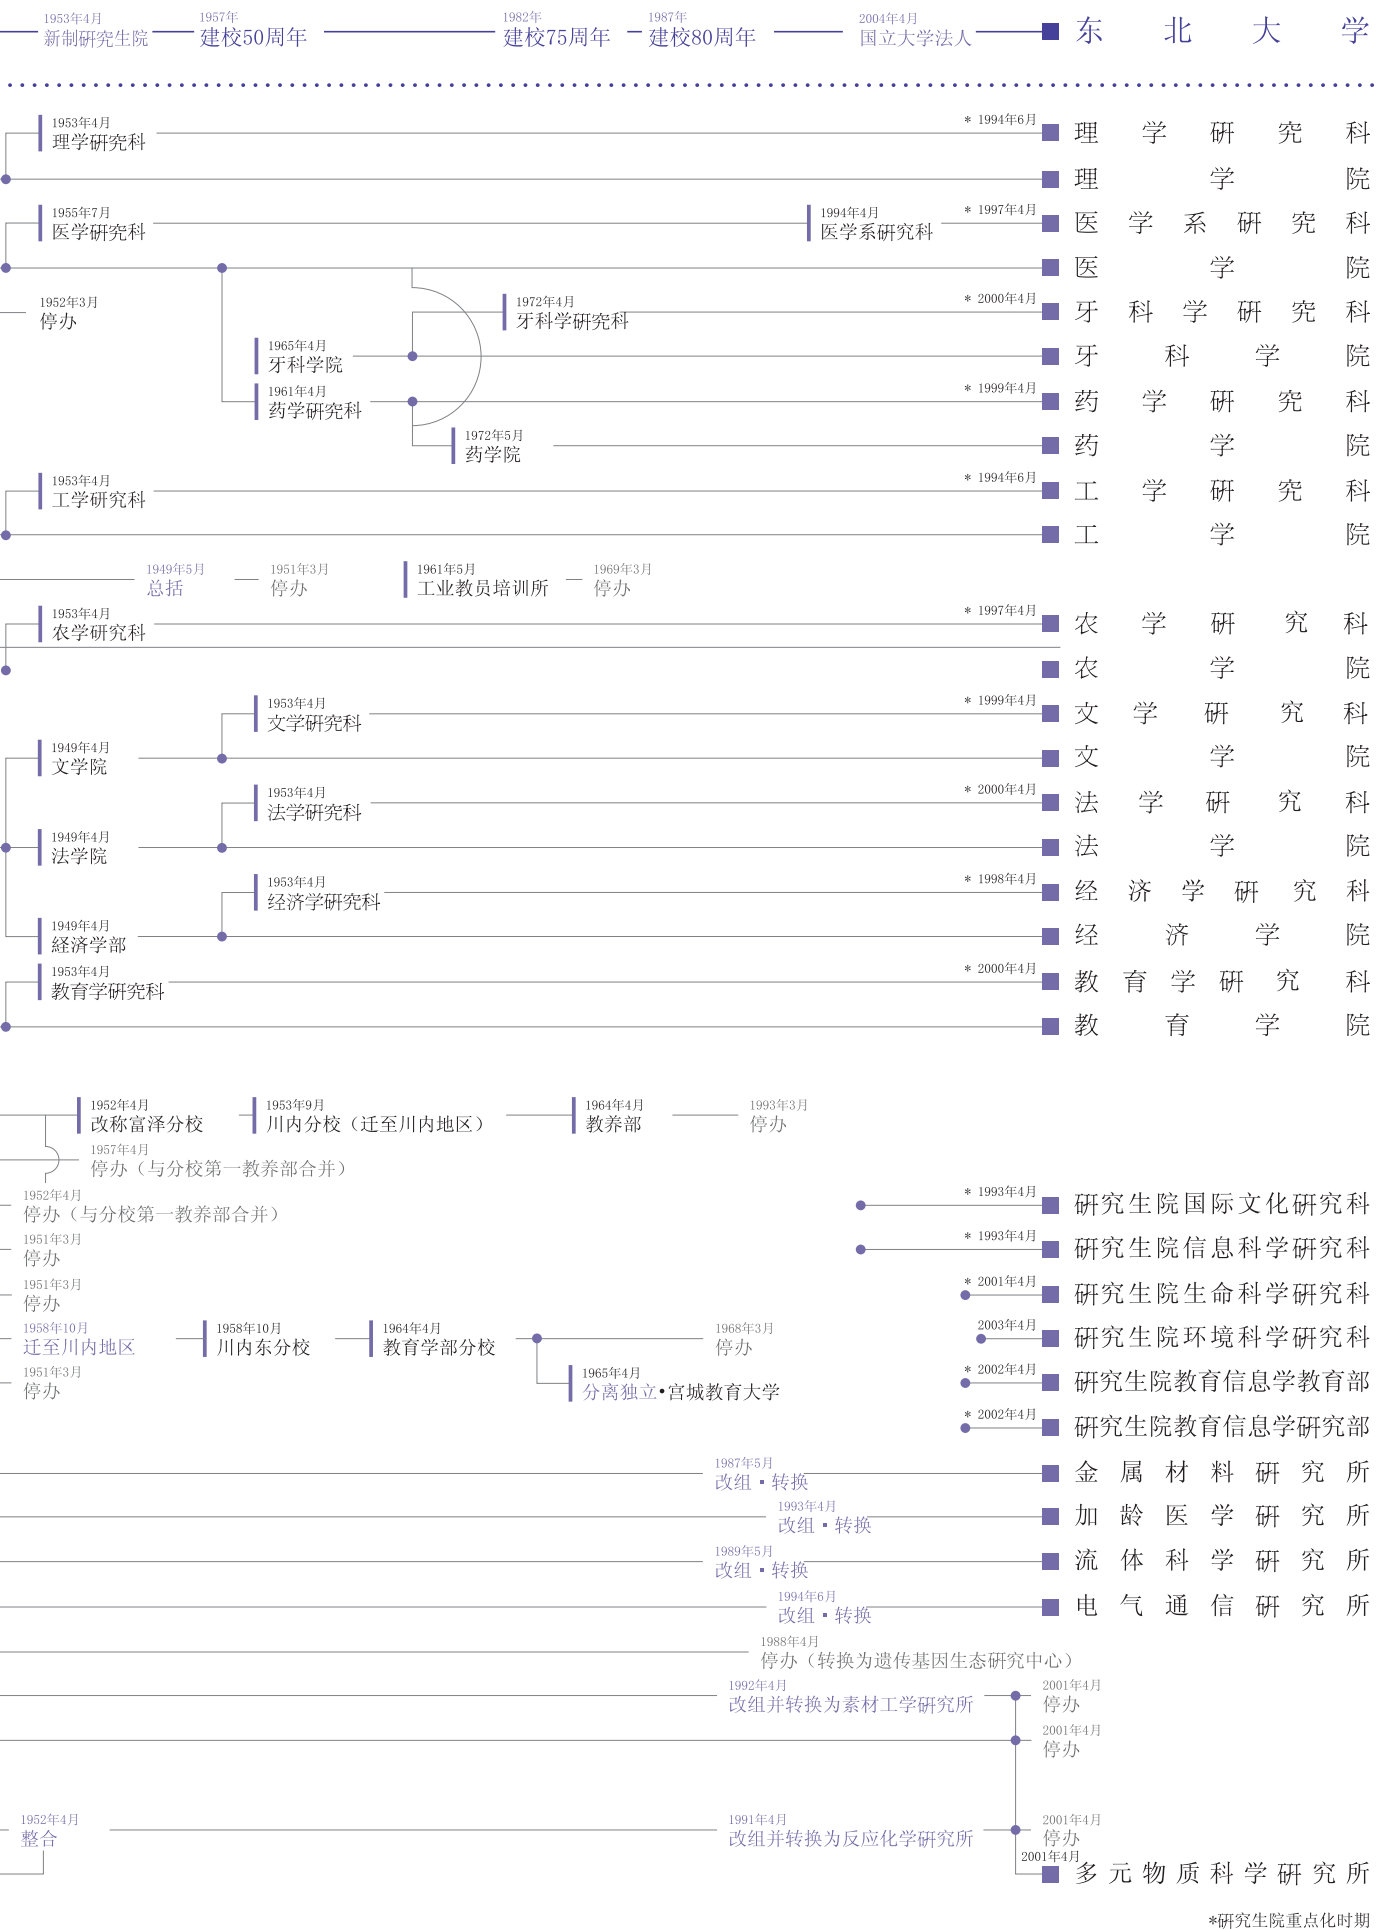 1953年4月
新制研究生院
1957年
建校50周年
1982年
建校75周年
1987年
建校80周年
2004年4月
国立大学法人
东北大学
1953年4月
理学研究科
* 1994年6月
理学研究科
理学院
1955年7月
医学研究科
1994年4月
医学系研究科
* 1997年4月
医学系研究科
医学院
1952年3月
停办
1972年4月
牙科学研究科
* 2000年4月
牙科学研究科
1965年4月
牙科学院
牙科学院
1961年4月
药学研究科
* 1999年4月
药学研究科
1972年5月
药学院
药学院
1953年4月
工学研究科
* 1994年6月
工学研究科
工学院
1949年5月
总括
1951年3月
停办
1961年5月
工业教员培训所
1969年3月
停办
1953年4月
农学研究科
* 1997年4月
农学研究科
农学院
1953年4月
文学研究科
* 1999年4月
文学研究科
1949年4月
文学院
文学院
1953年4月
法学研究科
* 2000年4月
法学研究科
1949年4月
法学院
法学院
1953年4月
经济学研究科
* 1998年4月
经济学研究科
1949年4月
経済学部
经济学院
1953年4月
教育学研究科
* 2000年4月
教育学研究科
教育学院
1952年4月
改称富泽分校
1953年9月
川内分校（迁至川内地区）
1964年4月
教养部
1993年3月
停办
1957年4月
停办（与分校第一教养部合并）
1952年4月
停办（与分校第一教养部合并）
* 1993年4月
研究生院国际文化研究科
1951年3月
停办
* 1993年4月
研究生院信息科学研究科
1951年3月
停办
* 2001年4月
研究生院生命科学研究科
1958年10月
迁至川内地区
1958年10月
川内东分校
1964年4月
教育学部分校
1968年3月
停办
2003年4月
研究生院环境科学研究科
1951年3月
停办
1965年4月
分离独立•宫城教育大学
* 2002年4月
研究生院教育信息学教育部
* 2002年4月
研究生院教育信息学研究部
1987年5月
改组・转换
金属材料研究所
1993年4月
改组・转换
加龄医学研究所
1989年5月
改组・转换
流体科学研究所
1994年6月
改组・转换
电气通信研究所
1988年4月
停办（转换为遗传基因生态研究中心）
1992年4月
改组并转换为素材工学研究所
2001年4月
停办
2001年4月
停办
1952年4月
整合
1991年4月
改组并转换为反应化学研究所
2001年4月
停办
2001年4月
多元物质科学研究所
*研究生院重点化时期